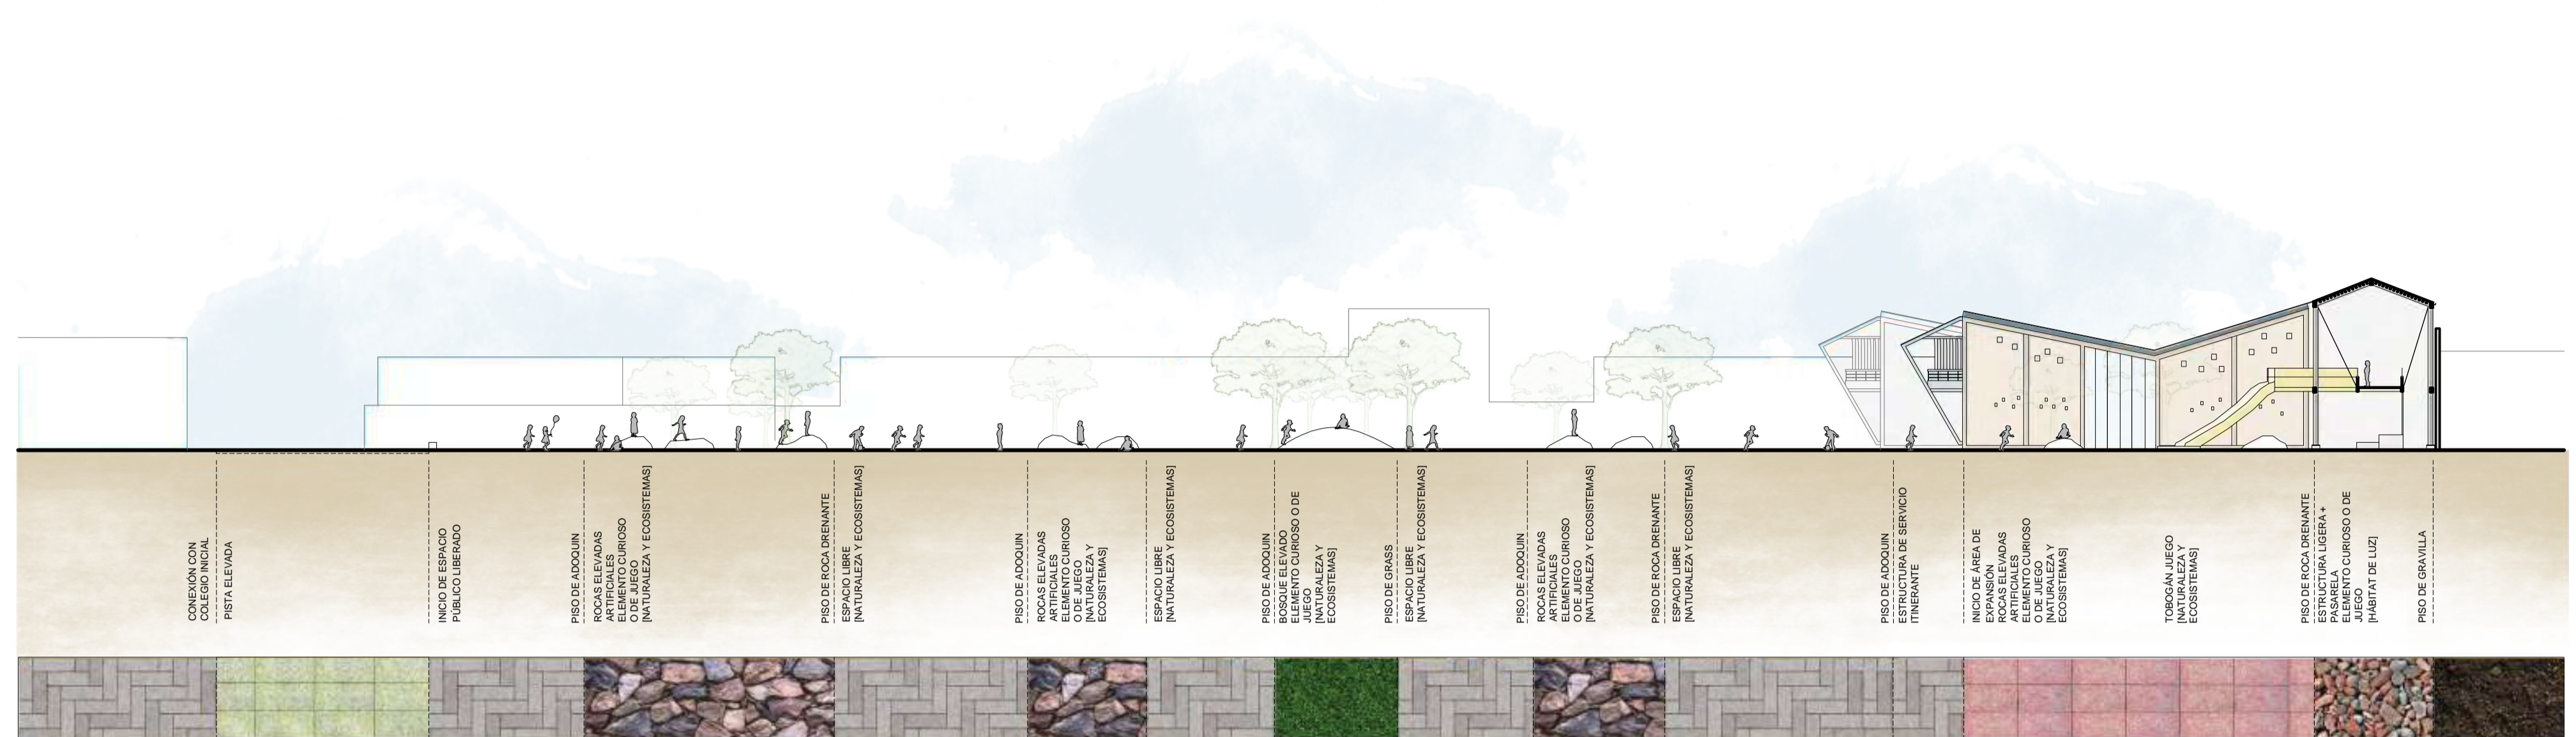 CONEXIÓN CON
COLEGIO INICIAL
PISTA ELEVADA
INICIO DE ESPACIO
PÚBLICO LIBERADO
PISO DE ADOQUIN
ROCAS ELEVADAS
ARTIFICIALES
ELEMENTO CURIOSO
O DE JUEGO
[NATURALEZA Y ECOSISTEMAS]
PISO DE ROCA DRENANTE
ESPACIO LIBRE
[NATURALEZA Y ECOSISTEMAS]
PISO DE ADOQUIN
ROCAS ELEVADAS
ARTIFICIALES
ELEMENTO CURIOSO
O DE JUEGO
[NATURALEZA Y
ECOSISTEMAS]
ESPACIO LIBRE
[NATURALEZA Y ECOSISTEMAS]
PISO DE ADOQUIN
BOSQUE ELEVADO
ELEMENTO CURIOSO O DE
JUEGO
[NATURALEZA Y
ECOSISTEMAS]
PISO DE GRASS
ESPACIO LIBRE
[NATURALEZA Y ECOSISTEMAS]
PISO DE ADOQUIN
ROCAS ELEVADAS
ARTIFICIALES
ELEMENTO CURIOSO
O DE JUEGO
[NATURALEZA Y ECOSISTEMAS]
PISO DE ROCA DRENANTE
ESPACIO LIBRE
[NATURALEZA Y ECOSISTEMAS]
PISO DE ADOQUIN
ESTRUCTURA DE SERVICIO
ITINERANTE
INICIO DE ÁREA DE
EXPANSIÓN
ROCAS ELEVADAS
ARTIFICIALES
ELEMENTO CURIOSO
O DE JUEGO
[NATURALEZA Y
ECOSISTEMAS]
TOBOGÁN JUEGO
[NATURALEZA Y
ECOSISTEMAS]
PISO DE ROCA DRENANTE
ESTRUCTURA LIGERA +
PASARELA
ELEMENTO CURIOSO O DE
JUEGO
[HÁBITAT DE LUZ]
PISO DE GRAVILLA